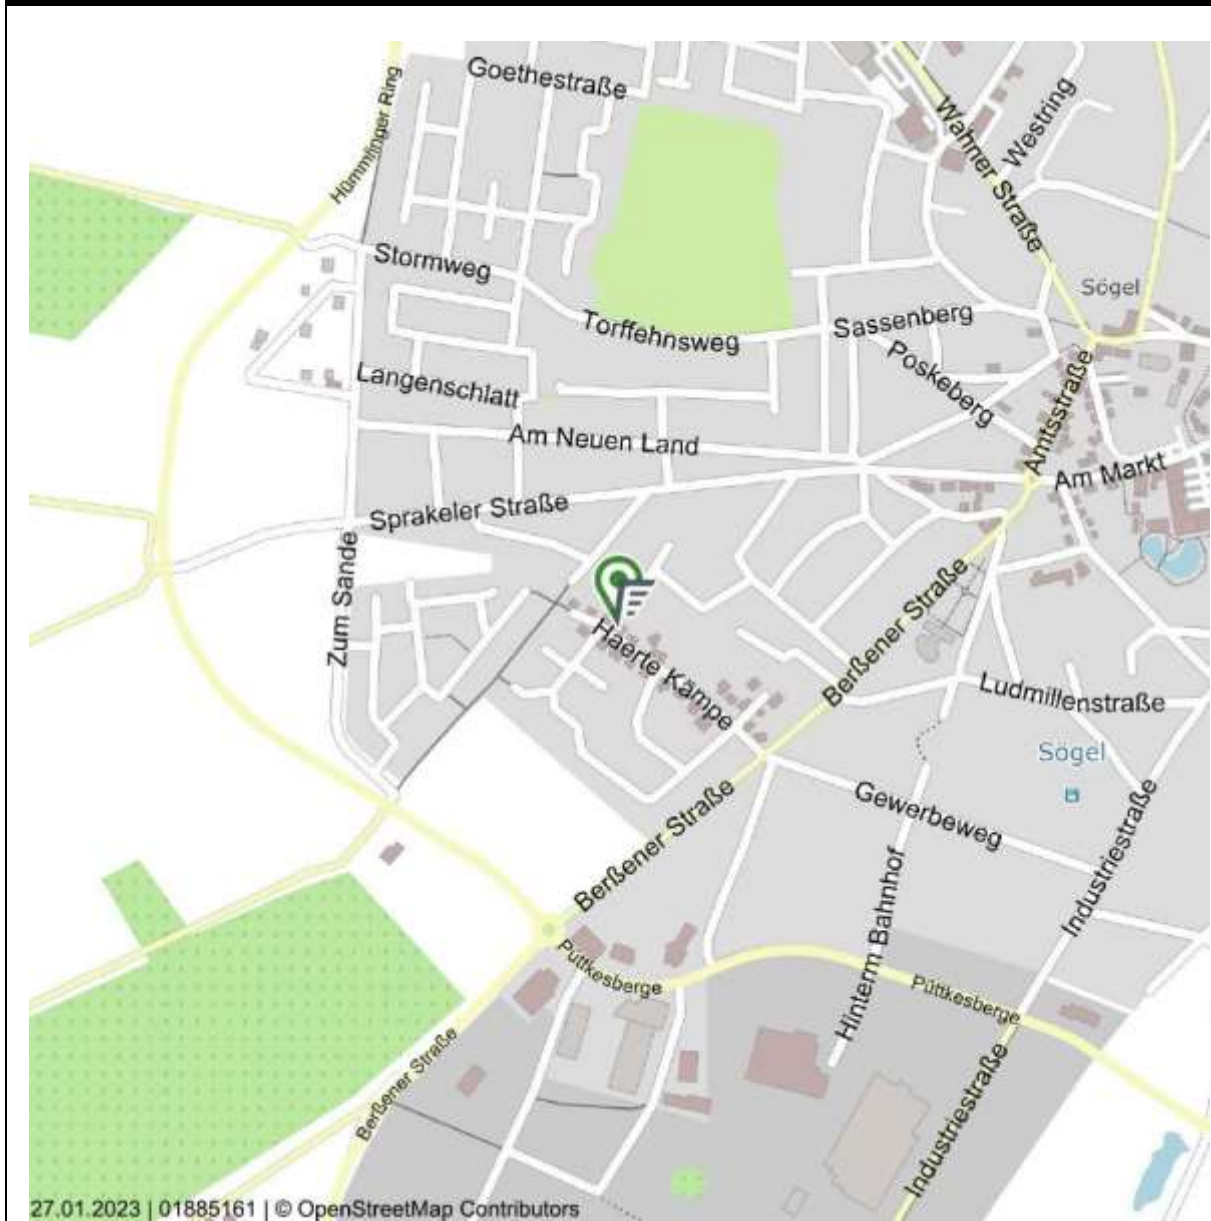 Goethestraße
Hümmlinger Ring
Wahner Straße
Westring
Stormweg
Sögel
Torffehnsweg
Sassenberg
Poskeberg
Langenschlatt
Amtsstraße
Am Neuen Land
Am Markt
Sprakeler Straße
Zum Sande
Haerte Kämpe
Berßener Straße
Ludmillenstraße
Sögel
Gewerbeweg
Berßener Straße
Industriestraße
Hinterm Bahnhof
Püttkesberge
Püttkesberge
Berßener Straße
Industriestraße
27.01.2023 | 01885161 | © OpenStreetMap Contributors